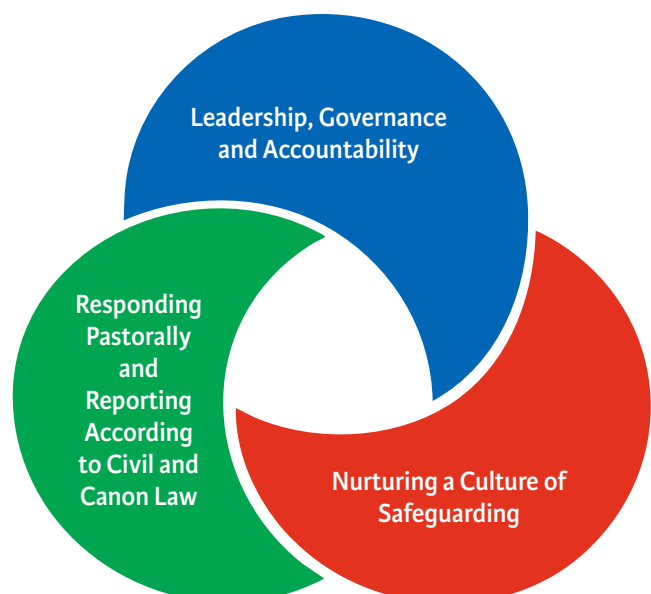 Leadership, Governance
and Accountability
Responding
Pastorally
and
Reporting
According
to Civil and
Canon Law
Nurturing a Culture of
Safeguarding